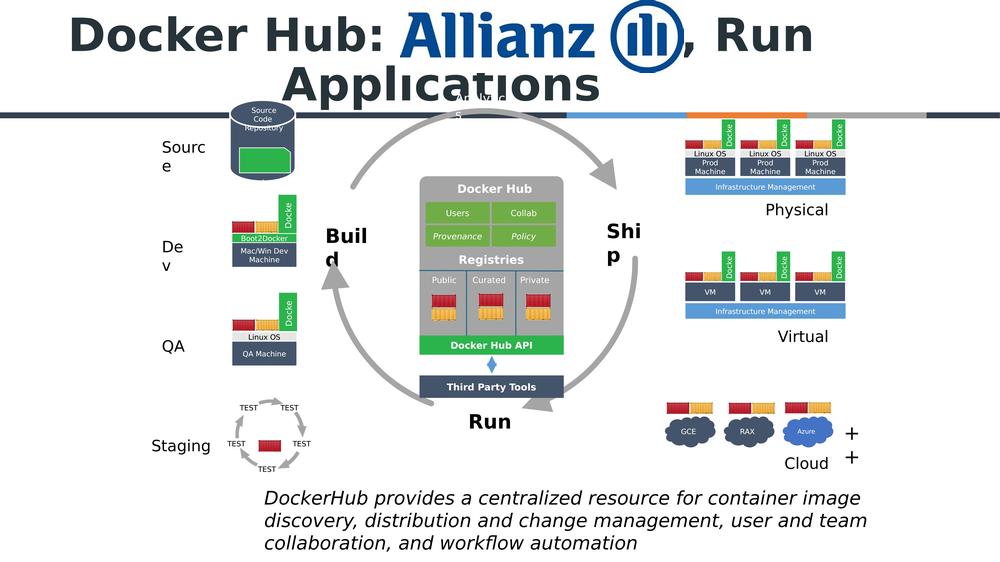 Docker Hub: Allianz , Run
Applications
Source
Code
Repository
Sourc
e
Docke
Boot2Docker
Mac/Win Dev
Machine
De
v
Docke
Linux OS
QA Machine
QA
TEST
TEST
TEST
TEST
TEST
Staging
Buil
d
Docker Hub
Users
Collab
Provenance
Policy
Registries
Public
Curated
Private
Docker Hub API
Third Party Tools
Run
Shi
p
Docke
Docke
Docke
Linux OS
Linux OS
Linux OS
Prod
Machine
Prod
Machine
Prod
Machine
Infrastructure Management
Physical
Docke
Docke
Docke
VM
VM
VM
Infrastructure Management
Virtual
GCE
RAX
Azure
+
+
Cloud
DockerHub provides a centralized resource for container image
discovery, distribution and change management, user and team
collaboration, and workflow automation